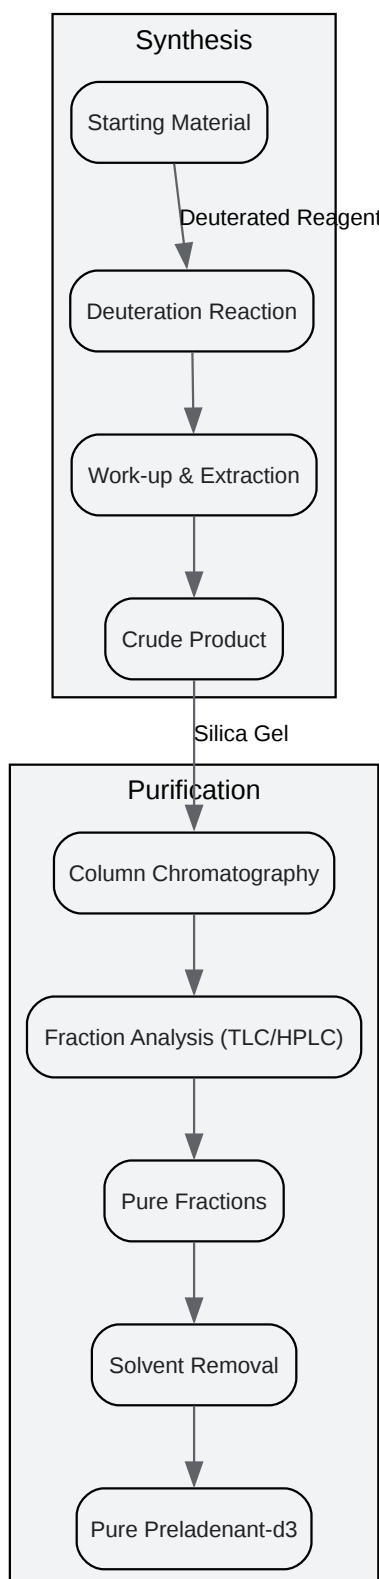 Synthesis
Starting Material
Deuterated Reagent
Deuteration Reaction
Work-up & Extraction
Crude Product
Silica Gel
Purification
Column Chromatography
Fraction Analysis (TLC/HPLC)
Pure Fractions
Solvent Removal
Pure Preladenant-d3